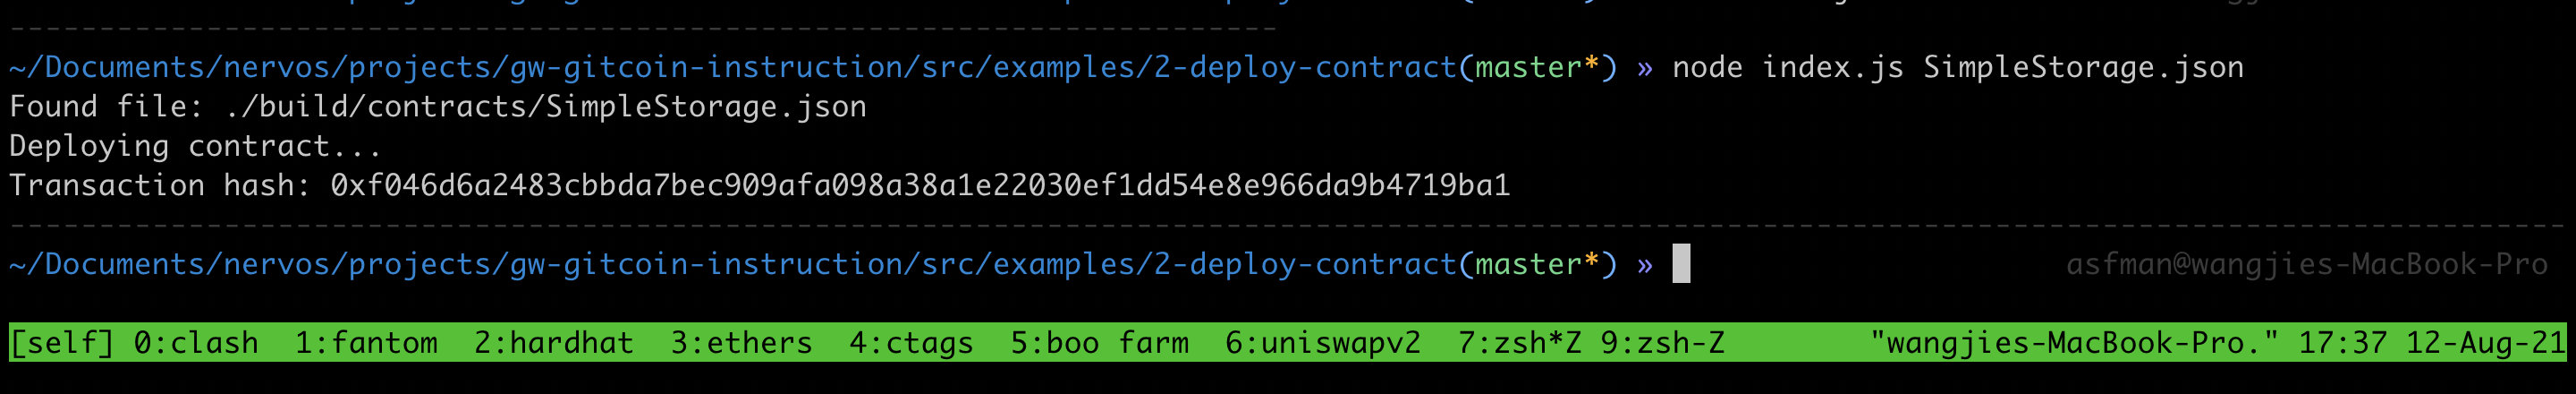 ------------------------------------------------------------------------
~/Documents/nervos/projects/gw-gitcoin-instruction/src/examples/2-deploy-contract(master*) » node index.js SimpleStorage.json
Found file: ./build/contracts/SimpleStorage.json
Deploying contract...
Transaction hash: 0xf046d6a2483cbbda7bec909afa098a38a1e22030ef1dd54e8e966da9b4719ba1
------------------------------------------------------------------------------------------------------------------------------------------------
~/Documents/nervos/projects/gw-gitcoin-instruction/src/examples/2-deploy-contract(master*) » asfman@wangjies-MacBook-Pro
[self] 0:clash 1:fantom 2:hardhat 3:ethers 4:ctags 5:boo farm 6:uniswapv2 7:zsh*Z 9:zsh-Z "wangjies-MacBook-Pro." 17:37 12-Aug-21